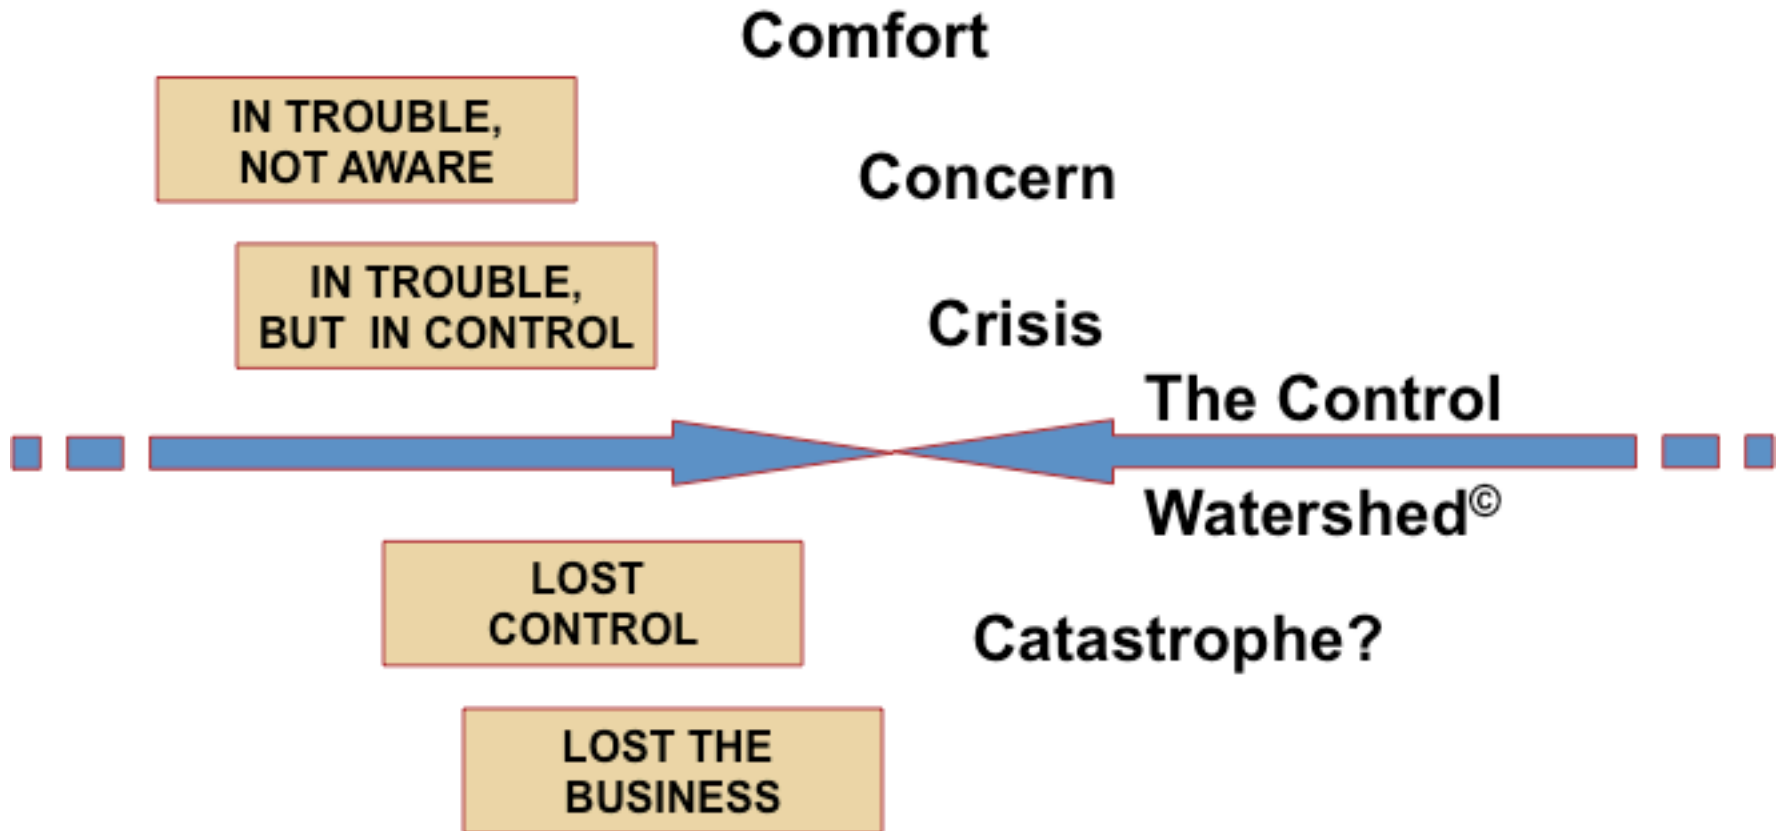 Comfort
IN TROUBLE,
NOT AWARE
Concern
IN TROUBLE,
BUT  IN CONTROL
Crisis
The Control
Watershed©
LOST
CONTROL
Catastrophe?
LOST THE
BUSINESS